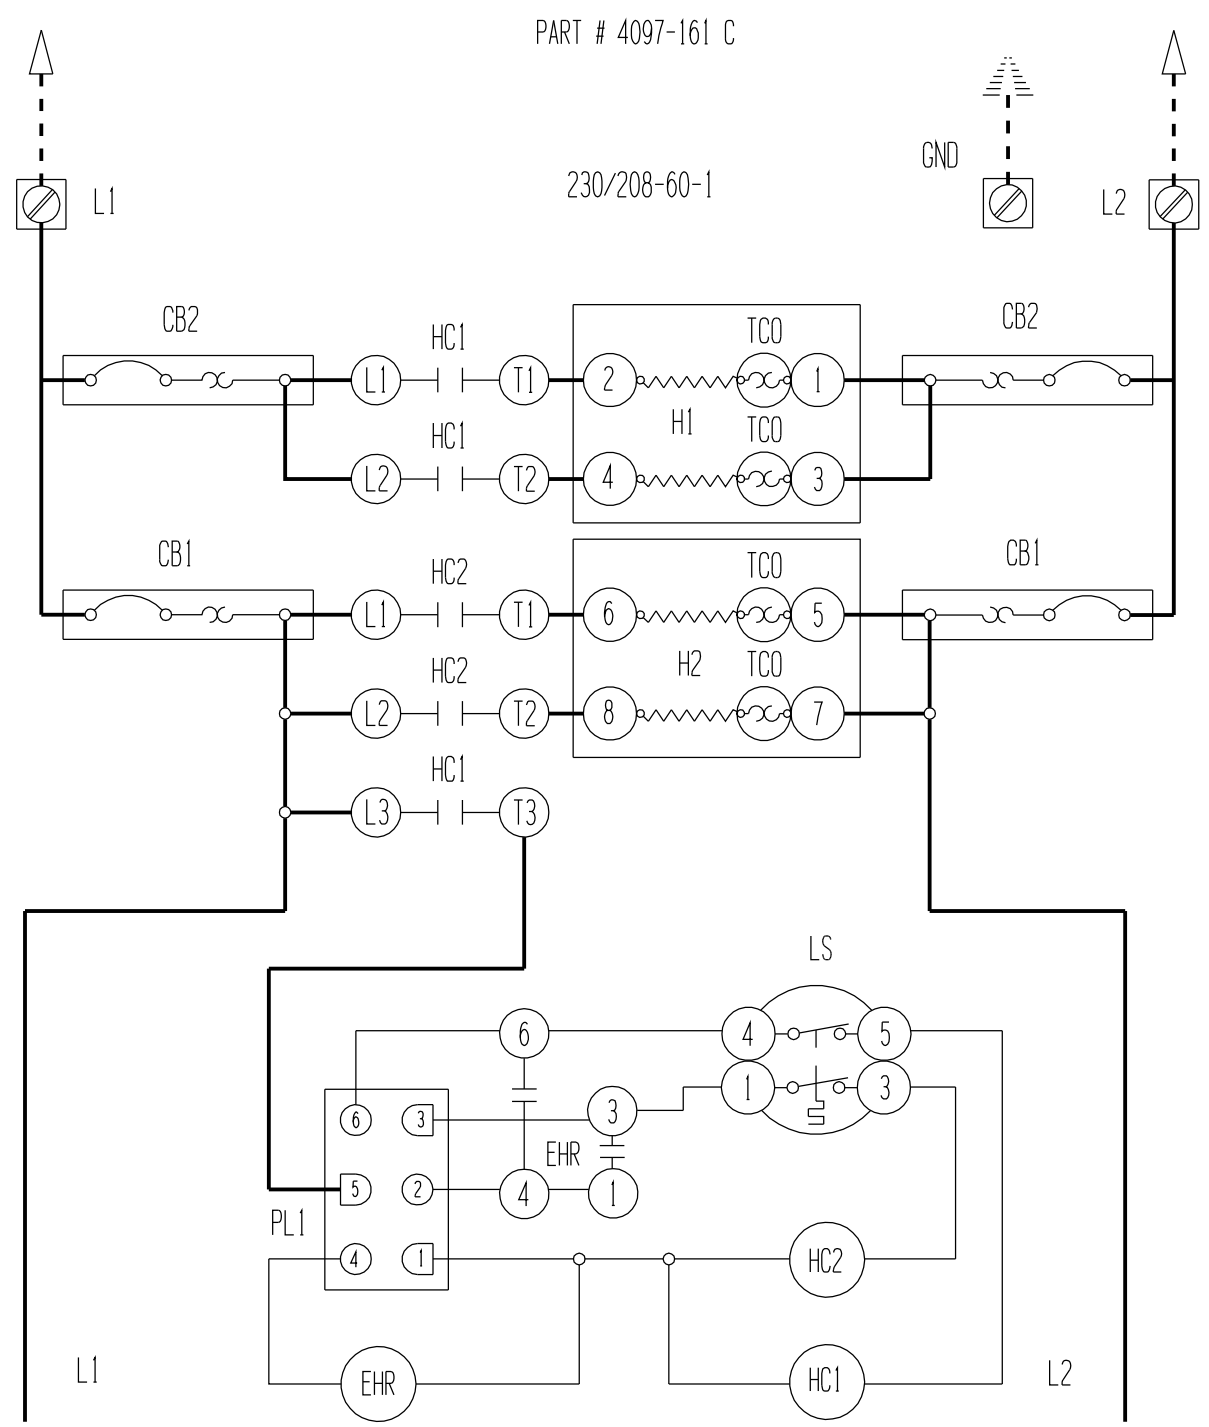 PART # 4097-161 C
GND
230/208-60-1
L1
L2
CB2
HC1
TCO
CB2
L1
T1
2
1
H1
HC1
TCO
L2
T2
4
3
CB1
HC2
TCO
CB1
L1
T1
6
5
H2
HC2
TCO
L2
T2
8
7
HC1
L3
T3
LS
6
4
5
1
3
3
6
3
EHR
5
2
4
1
PL1
4
1
HC2
L1
EHR
HC1
L2